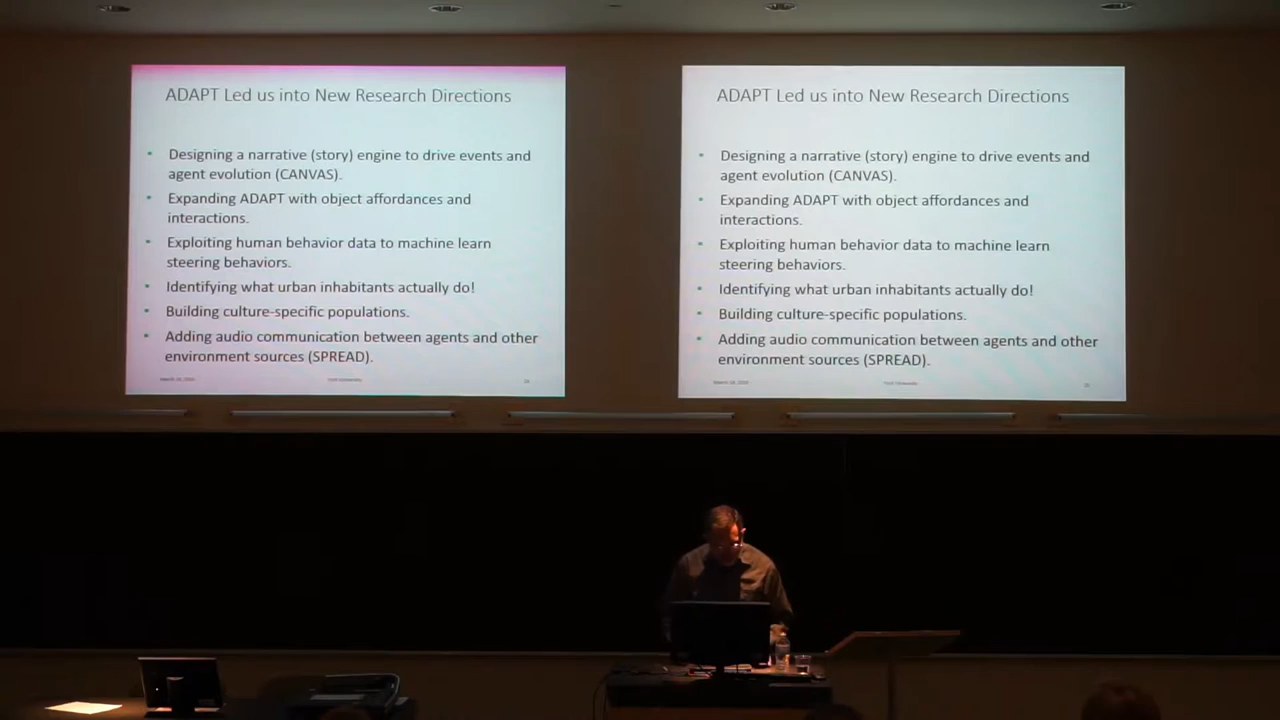 ADAPT Led us into New Research Directions
• Designing a narrative (story) engine to drive events and
agent evolution (CANVAS).
• Expanding ADAPT with object affordances and
interactions.
• Exploiting human behavior data to machine learn
steering behaviors.
• Identifying what urban inhabitants actually do!
• Building culture-specific populations.
• Adding audio communication between agents and other
environment sources (SPREAD).
York University
ADAPT Led us into New Research Directions
• Designing a narrative (story) engine to drive events and
agent evolution (CANVAS).
• Expanding ADAPT with object affordances and
interactions.
• Exploiting human behavior data to machine learn
steering behaviors.
• Identifying what urban inhabitants actually do!
• Building culture-specific populations.
• Adding audio communication between agents and other
environment sources (SPREAD).
York University